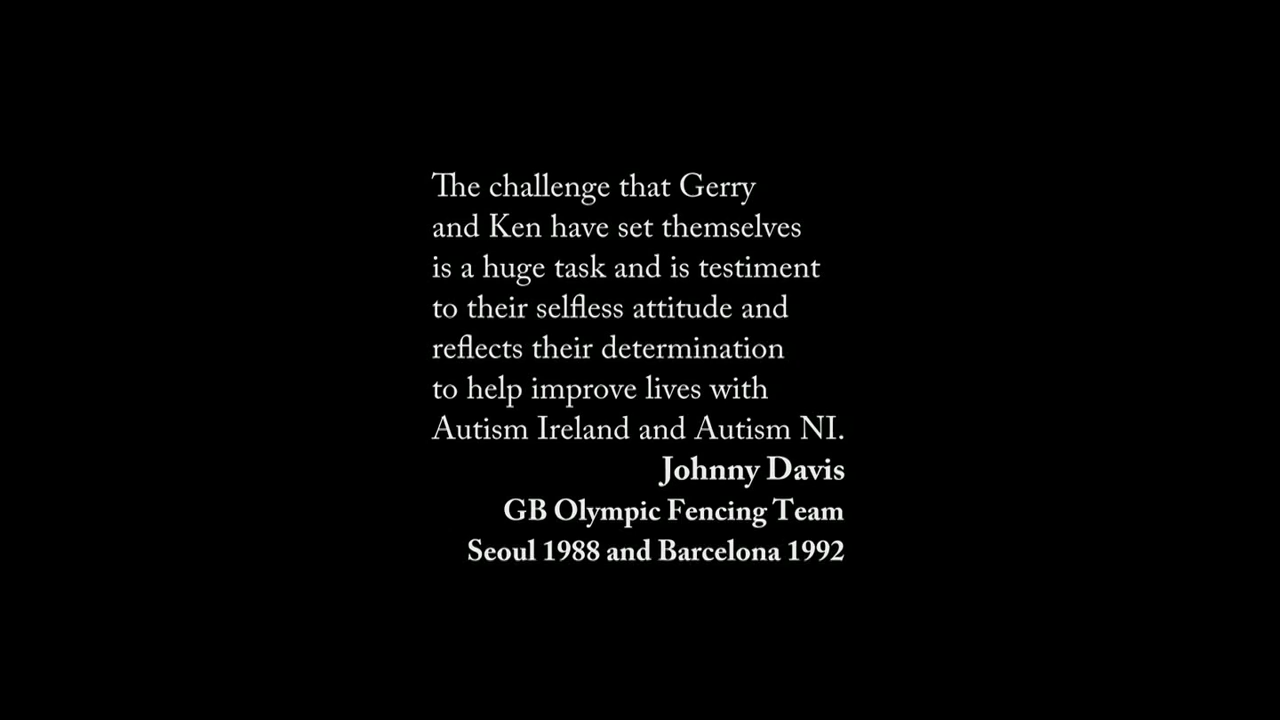 The challenge that Gerry
and Ken have set themselves
is a huge task and is testiment
to their selfless attitude and
reflects their determination
to help improve lives with
Autism Ireland and Autism NI.
Johnny Davis
GB Olympic Fencing Team
Seoul 1988 and Barcelona 1992